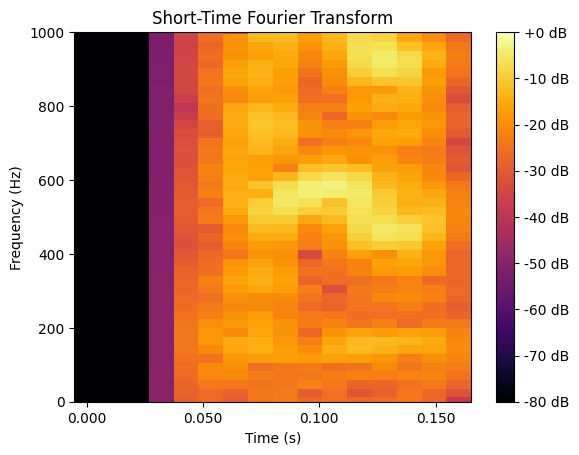 Short-Time Fourier Transform
1000
800
600
400
200
0
Frequency (Hz)
0.000
0.050
0.100
0.150
Time (s)
+0 dB
-10 dB
-20 dB
-30 dB
-40 dB
-50 dB
-60 dB
-70 dB
-80 dB